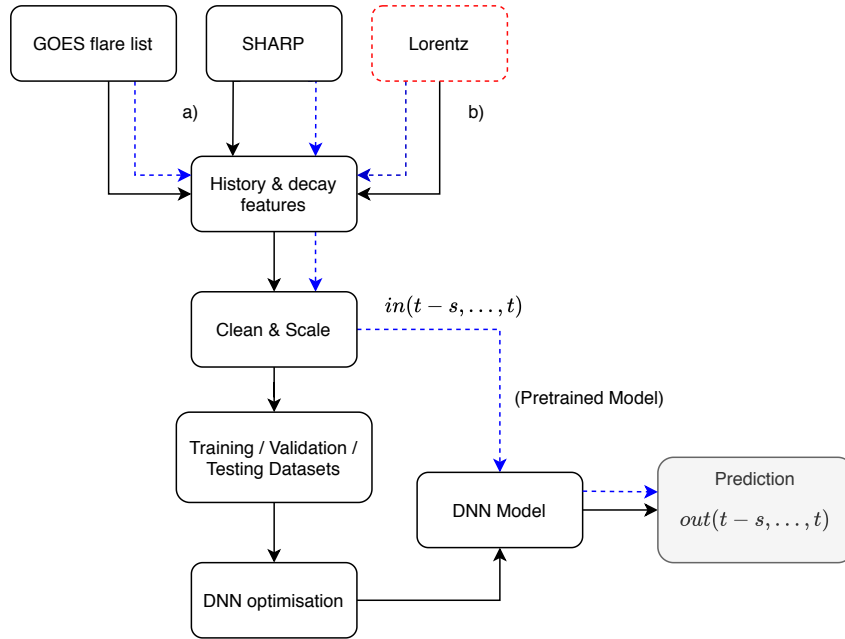 GOES flare list
SHARP
Lorentz
a)
b)
History & decay
features
Clean & Scale
in(t − s, . . . , t)
(Pretrained Model)
Training / Validation /
Testing Datasets
DNN Model
Prediction
out(t − s, . . . , t)
DNN optimisation